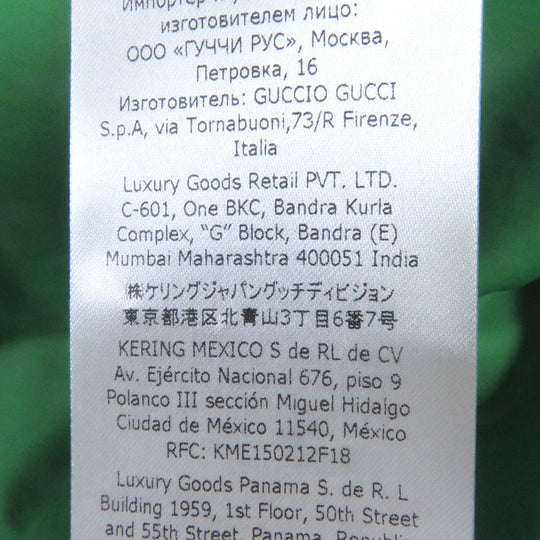 Импортер и
изготовителем лицо:
ООО «ГУЧЧИ РУС», Москва,
Петровка, 16
Изготовитель: GUCCIO GUCCI
S.p.A, via Tornabuoni,73/R Firenze,
Italia
Luxury Goods Retail PVT. LTD.
C-601, One BKC, Bandra Kurla
Complex, “G” Block, Bandra (E)
Mumbai Maharashtra 400051 India
㈱ケリングジャパングッチディビジョン
東京都港区北青山3丁目6番7号
KERING MEXICO S de RL de CV
Av. Ejército Nacional 676, piso 9
Polanco III sección Miguel Hidalgo
Ciudad de México 11540, México
RFC: KME150212F18
Luxury Goods Panama S. de R. L
Building 1959, 1st Floor, 50th Street
and 55th Street, Panama, Republic